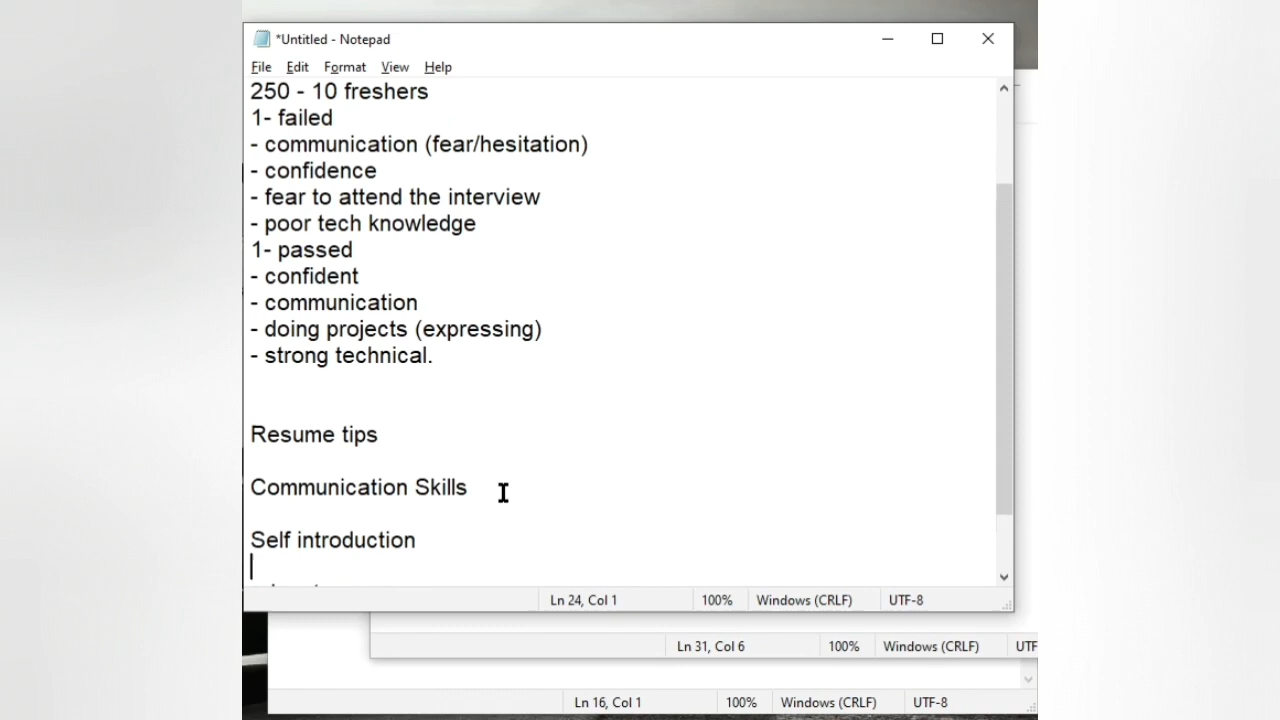 *Untitled - Notepad
File Edit Format View Help
250 - 10 freshers
1- failed
- communication (fear/hesitation)
- confidence
- fear to attend the interview
- poor tech knowledge
1- passed
- confident
- communication
- doing projects (expressing)
- strong technical.
Resume tips
Communication Skills
Self introduction
Ln 24, Col 1 100% Windows (CRLF) UTF-8
Ln 31, Col 6 100% Windows (CRLF) UTF
Ln 16, Col 1 100% Windows (CRLF) UTF-8